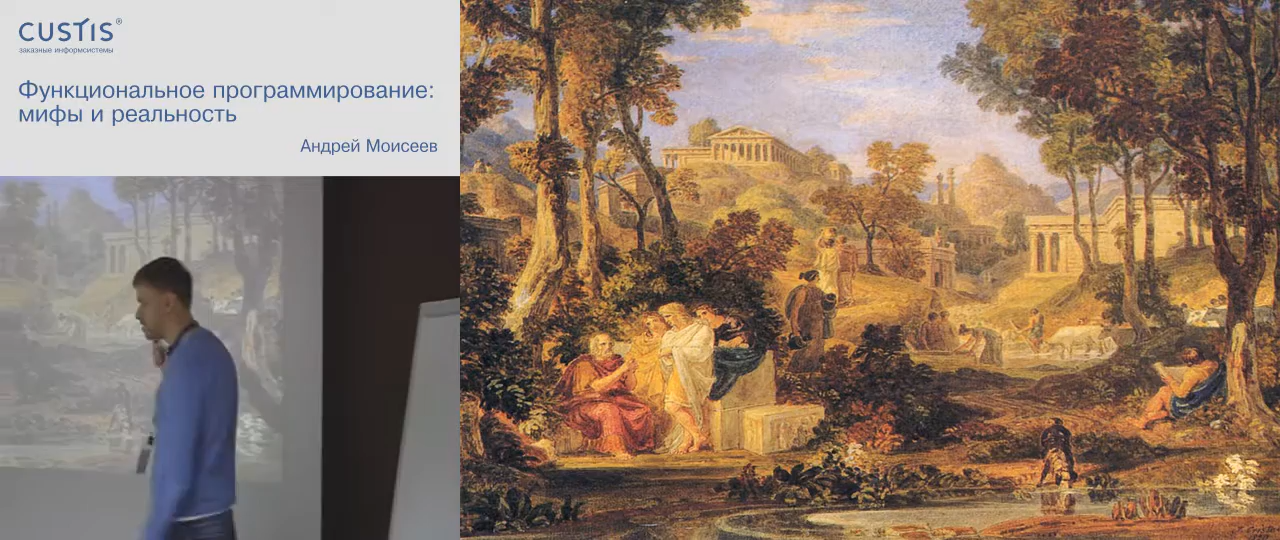 CUSTIS®
заказные информсистемы
Функциональное программирование:
мифы и реальность
Андрей Моисеев